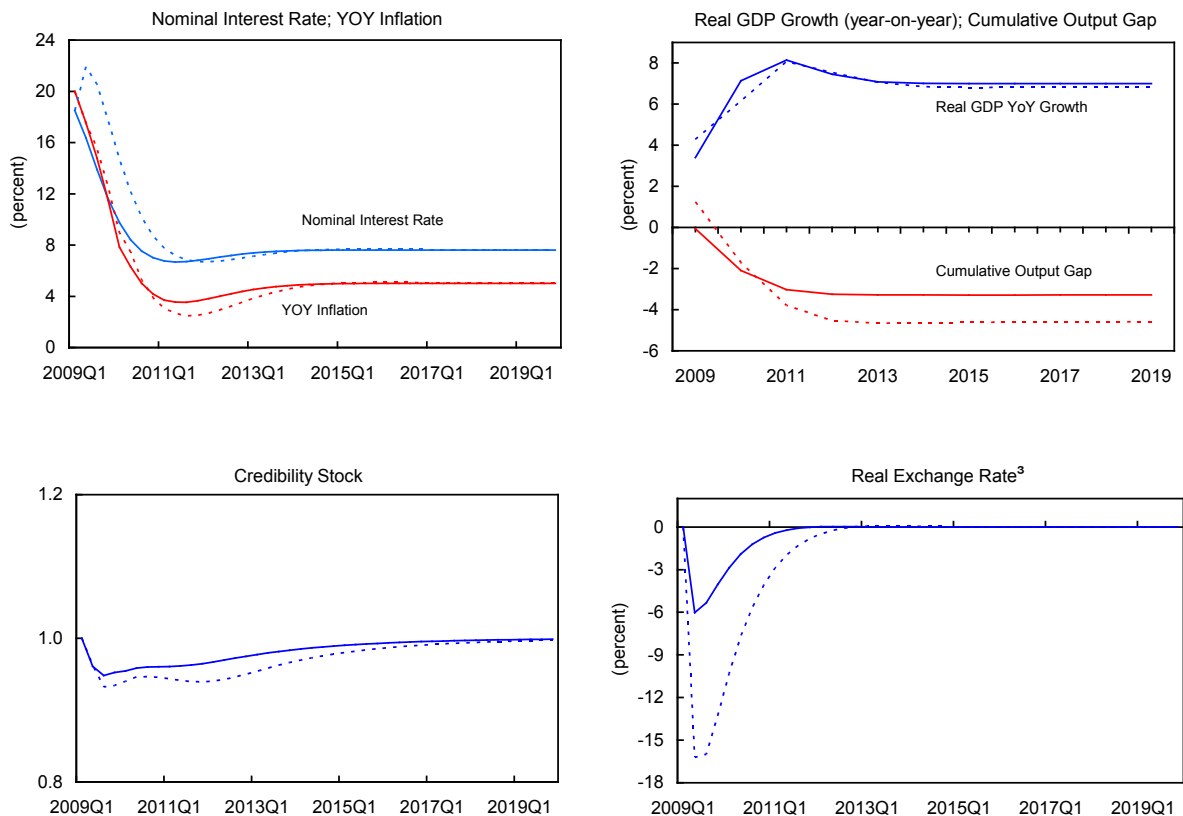 Nominal Interest Rate; YOY Inflation
24
20
16
12
8
4
0
(percent)
Nominal Interest Rate
YOY Inflation
2009Q1 2011Q1 2013Q1 2015Q1 2017Q1 2019Q1
Real GDP Growth (year-on-year); Cumulative Output Gap
8
6
4
2
0
-2
-4
-6
(percent)
Real GDP YoY Growth
Cumulative Output Gap
2009 2011 2013 2015 2017 2019
Credibility Stock
1.2
1.0
0.8
2009Q1 2011Q1 2013Q1 2015Q1 2017Q1 2019Q1
Real Exchange Rate³
0
-3
-6
-9
-12
-15
-18
(percent)
2009Q1 2011Q1 2013Q1 2015Q1 2017Q1 2019Q1